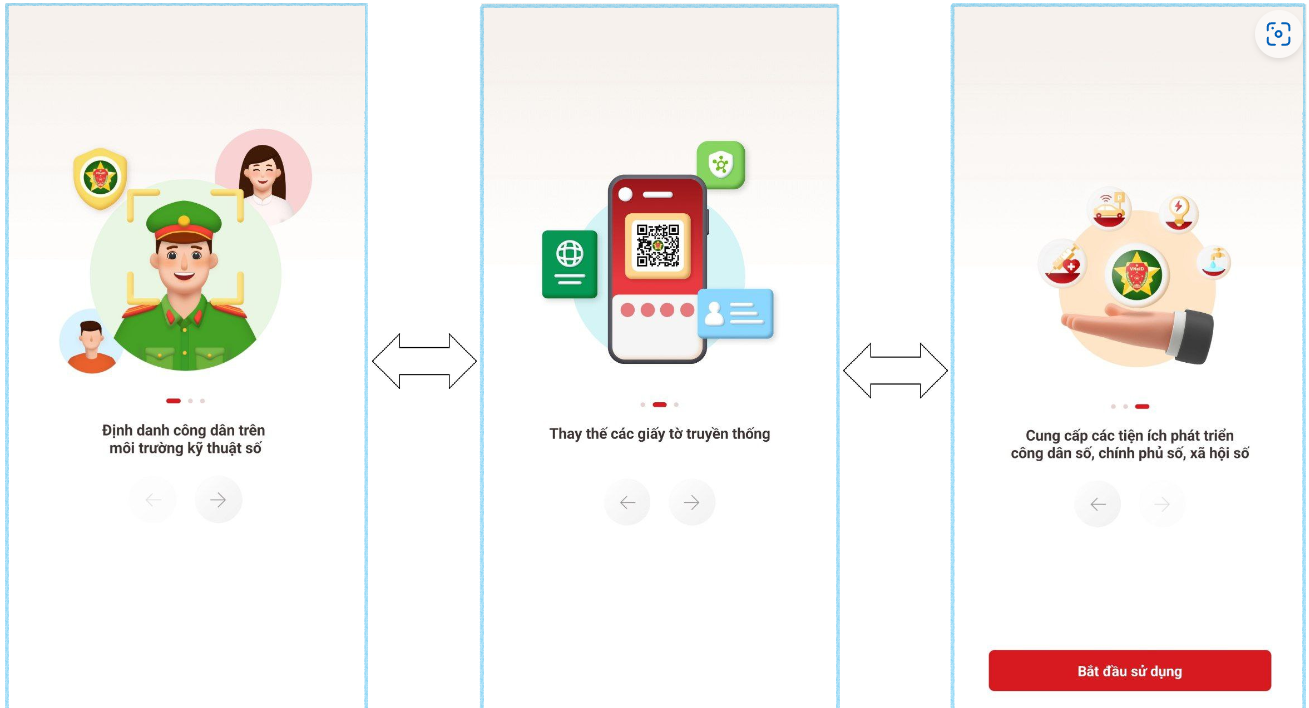 Định danh công dân trên
môi trường kỹ thuật số
Thay thế các giấy tờ truyền thống
Cung cấp các tiện ích phát triển
công dân số, chính phủ số, xã hội số
Bắt đầu sử dụng